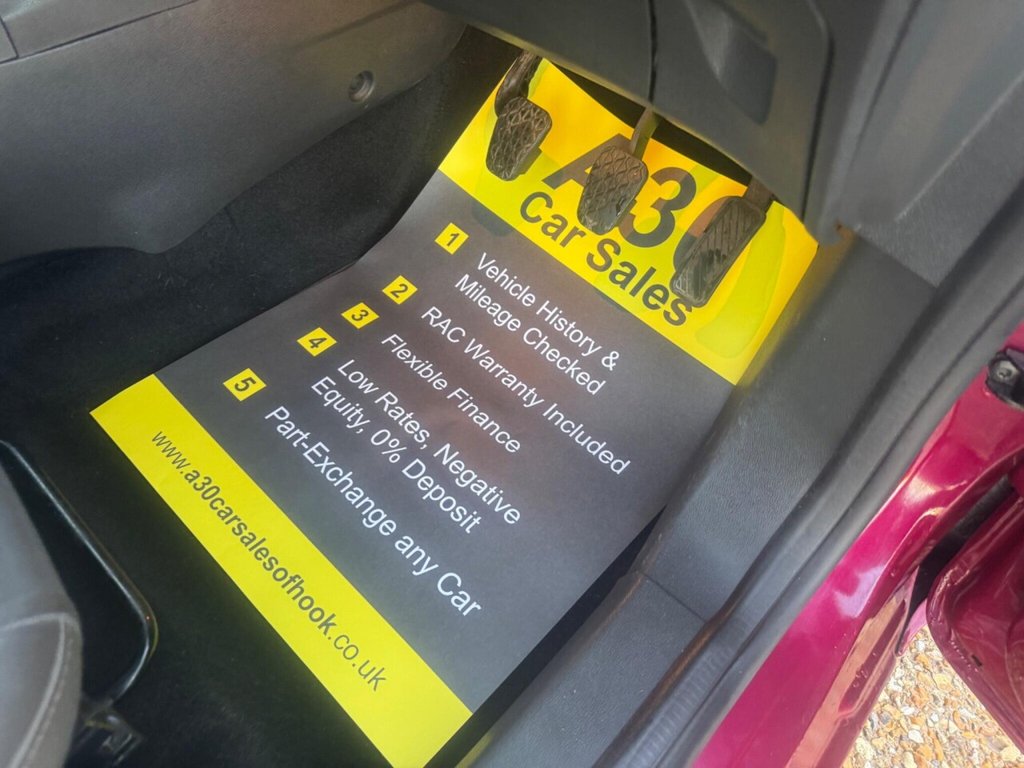 A30
Car Sales
1 Vehicle History &
Mileage Checked
2 RAC Warranty Included
3 Flexible Finance
4 Low Rates, Negative
Equity, 0% Deposit
5 Part-Exchange any Car
www.a30carsalesofhook.co.uk